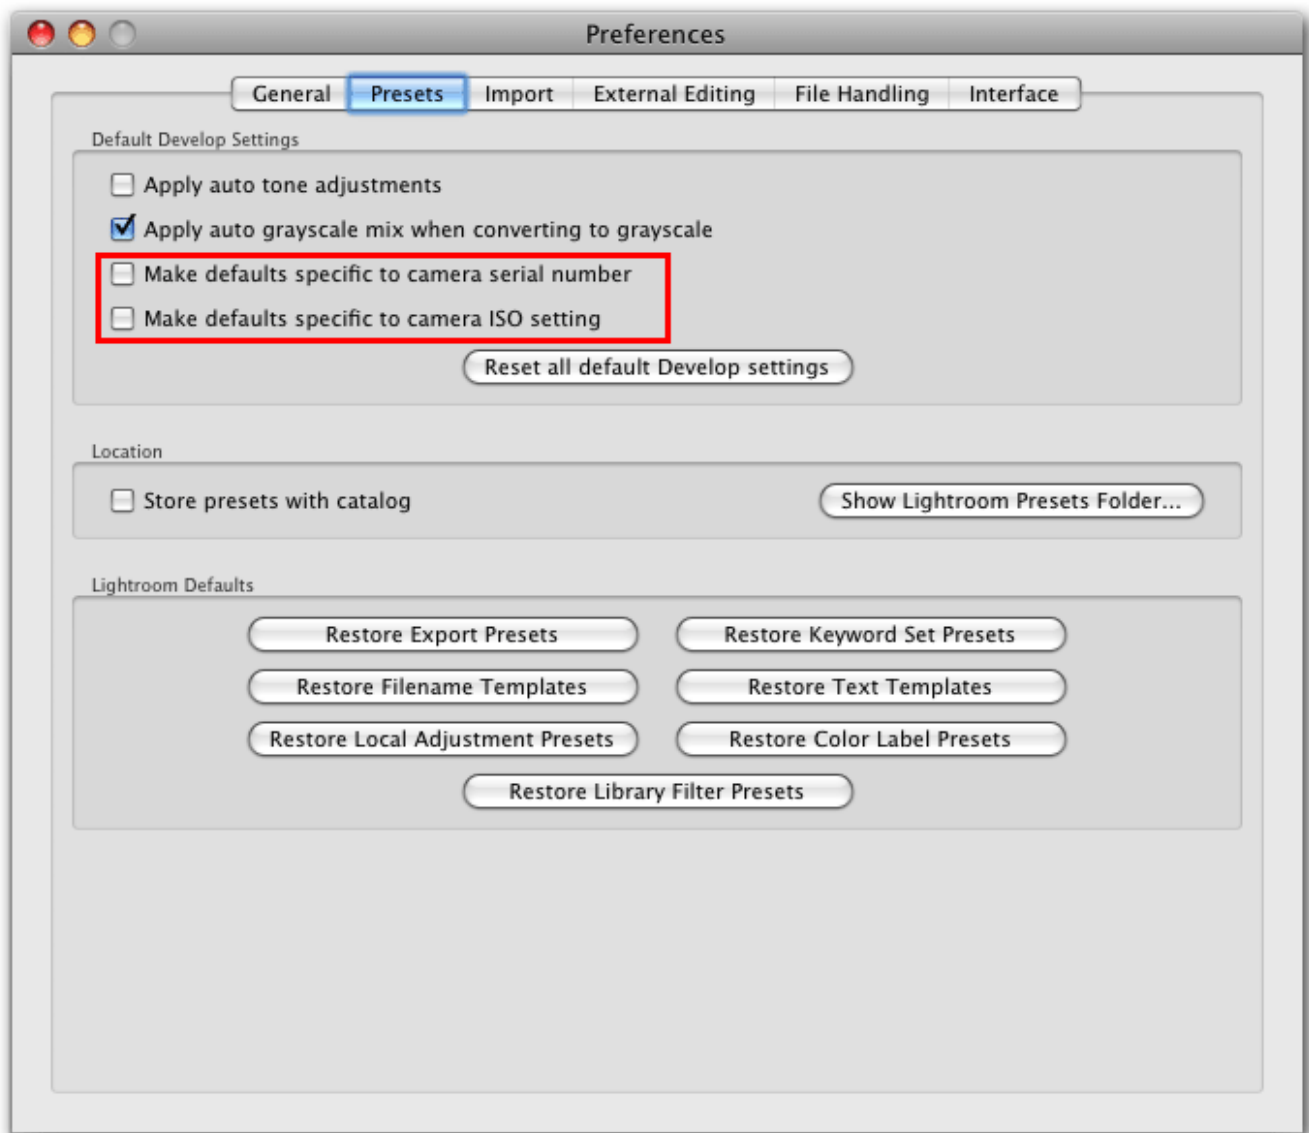 Preferences
General Presets Import External Editing File Handling Interface
Default Develop Settings
Apply auto tone adjustments
Apply auto grayscale mix when converting to grayscale
Make defaults specific to camera serial number
Make defaults specific to camera ISO setting
Reset all default Develop settings
Location
Store presets with catalog Show Lightroom Presets Folder...
Lightroom Defaults
Restore Export Presets Restore Keyword Set Presets
Restore Filename Templates Restore Text Templates
Restore Local Adjustment Presets Restore Color Label Presets
Restore Library Filter Presets